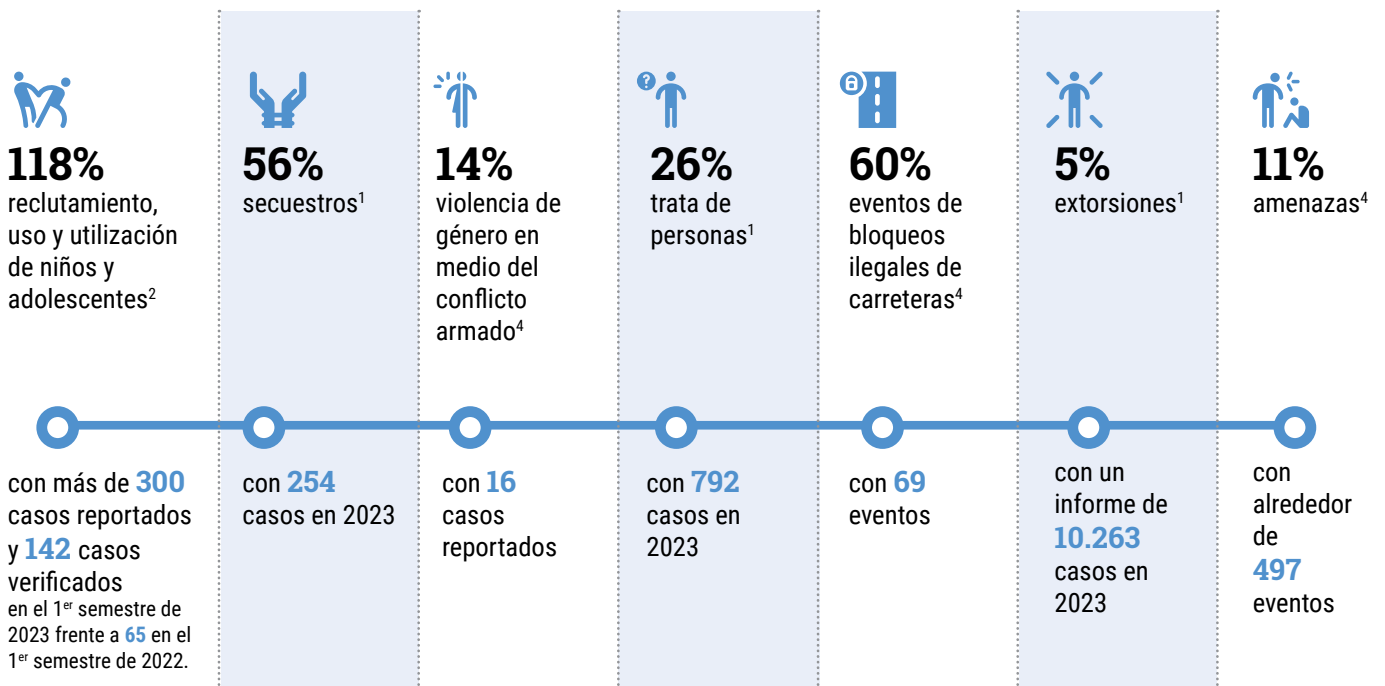 118%
reclutamiento,
uso y utilización
de niños y
adolescentes²
con más de 300
casos reportados
y 142 casos
verificados
en el 1er semestre de
2023 frente a 65 en el
1er semestre de 2022.
56%
secuestros¹
con 254
casos en 2023
14%
violencia de
género en
medio del
conflicto
armado⁴
con 16
casos
reportados
?
26%
trata de
personas¹
con 792
casos en
2023
60%
eventos de
bloqueos
ilegales de
carreteras⁴
con 69
eventos
5%
extorsiones¹
con un
informe de
10.263
casos en
2023
11%
amenazas⁴
con
alrededor
de
497
eventos